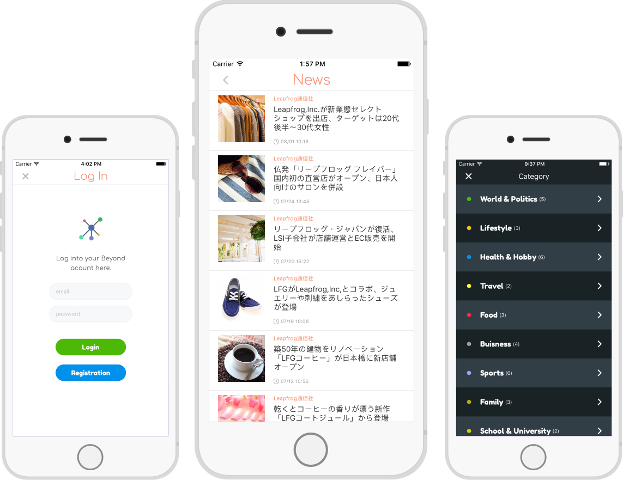 Carrier
4:02 PM
Log In
Log into your Beyond
acount here.
email
password
Login
Registration
Carrier
1:57 PM
News
Leapfrog通信社
Leapfrog,Inc.が新業態セレクト
ショップを出店、ターゲットは20代
後半〜30代女性
Leapfrog通信社
仏発「リープフロッグ フレイバー」
国内初の直営店がオープン、日本人
向けのサロンを併設
Leapfrog通信社
リープフロッグ・ジャパンが復活、
LSI子会社が店舗運営とEC販売を開
始
Leapfrog通信社
LFGがLeapfrog,Inc,とコラボ、ジュ
エリーや刺繍をあしらったシューズ
が登場
Leapfrog通信社
築50年の建物をリノベーション
「LFGコーヒー」が日本橋に新店舗
オープン
Leapfrog通信社
乾くとコーヒーの香りが漂う新作
「LFGコートジュール」から登場
Carrier
9:37 PM
Category
World & Politics (5)
Lifestyle (3)
Health & Hobby (6)
Travel (2)
Food (3)
Buisness (4)
Sports (6)
Family (3)
School & University (2)